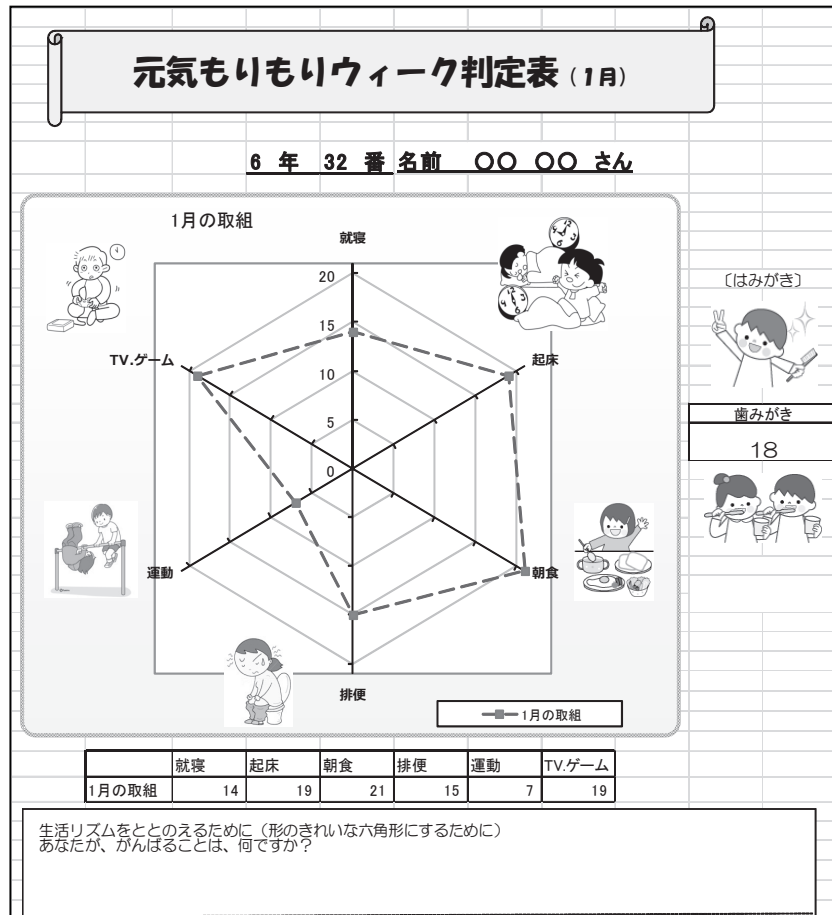 元気もりもりウィーク判定表（1月）
6 年 32 番 名前 〇〇 〇〇 さん
1月の取組
就寝
20
15
10
5
0
起床
朝食
排便
運動
TV.ゲーム
1月の取組
〔はみがき〕
歯みがき
18
就寝 起床 朝食 排便 運動 TV.ゲーム
1月の取組 14 19 21 15 7 19
生活リズムをととのえるために（形のきれいな六角形にするために）
あなたが、がんばることは、何ですか？